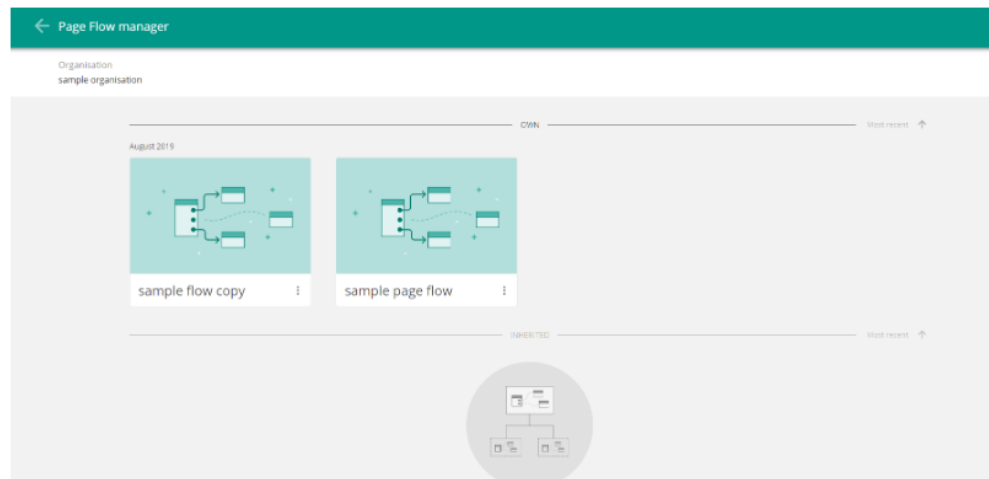 Page Flow manager
Organisation
sample organisation
OWN
Most recent
August 2019
sample flow copy
sample page flow
INHERITED
Most recent